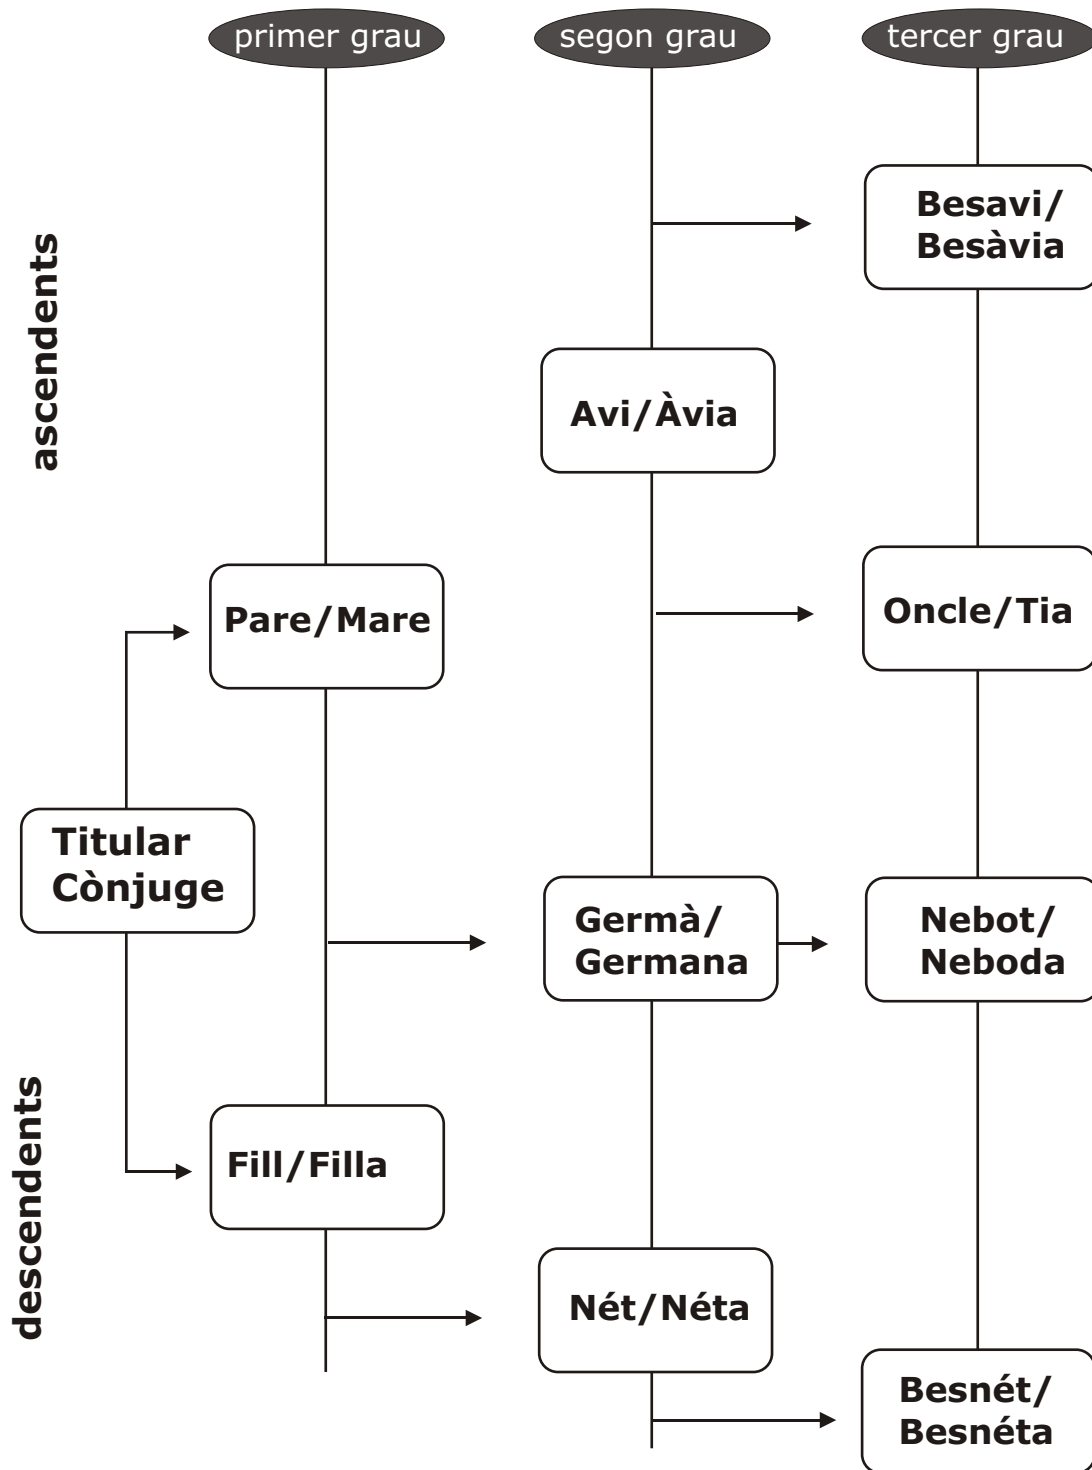 primer grau
segon grau
tercer grau
ascendents
Besavi/
Besàvia
Avi/Àvia
Pare/Mare
Oncle/Tia
Titular
Cònjuge
Germà/
Germana
Nebot/
Neboda
descendents
Fill/Filla
Nét/Néta
Besnét/
Besnéta